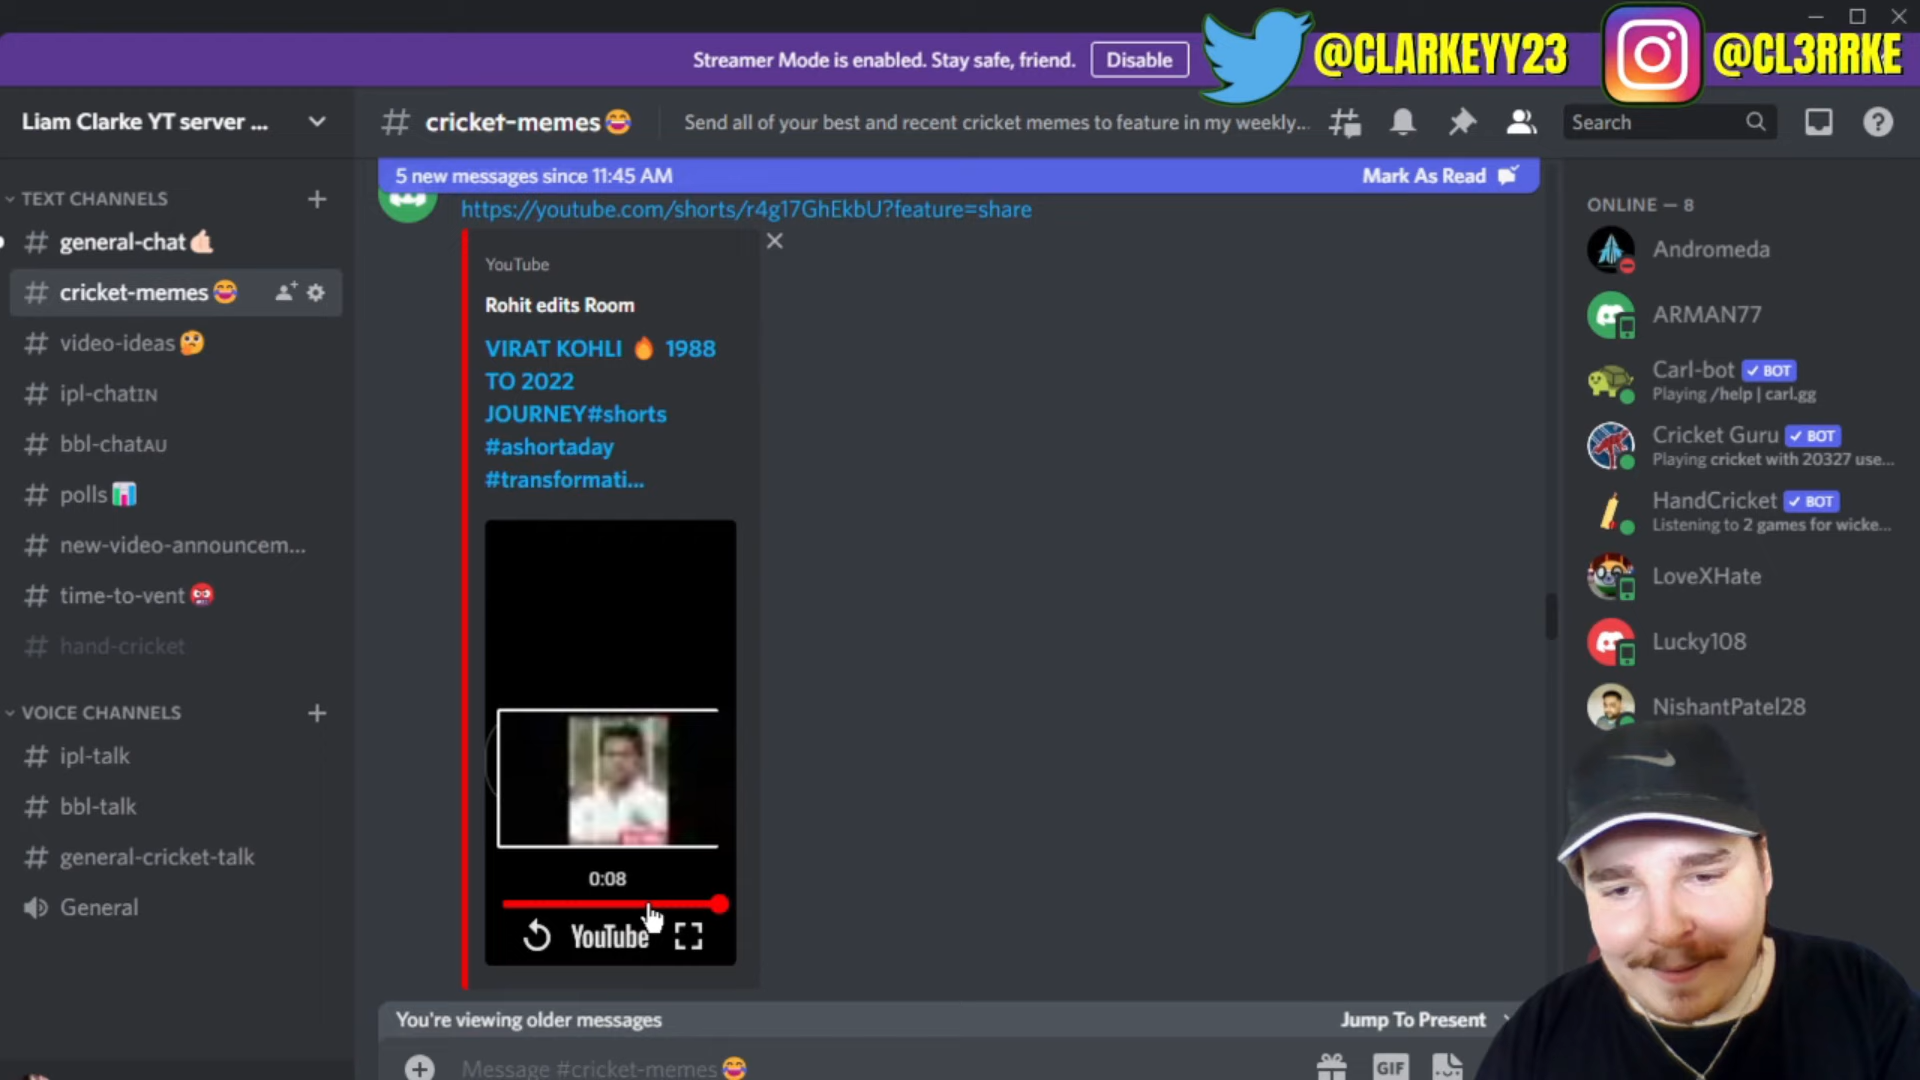 @CLARKEYY23
@CL3RRKE
Streamer Mode is enabled. Stay safe, friend.
Disable
Liam Clarke YT server ...
# cricket-memes😂
Send all of your best and recent cricket memes to feature in my weekly...
Search
5 new messages since 11:45 AM
Mark As Read
TEXT CHANNELS
# general-chat🤙🏻
# cricket-memes😂
# video-ideas🤔
# ipl-chatIN
# bbl-chatAU
# polls📊
# new-video-announcem...
# time-to-vent👹
# hand-cricket
VOICE CHANNELS
# ipl-talk
# bbl-talk
# general-cricket-talk
General
https://youtube.com/shorts/r4g17GhEkbU?feature=share
YouTube
Rohit edits Room
VIRAT KOHLI 🔥 1988
TO 2022
JOURNEY#shorts
#ashortaday
#transformati...
0:08
YouTube
You're viewing older messages
Jump To Present
Message #cricket-memes😂
GIF
ONLINE — 8
Andromeda
ARMAN77
Carl-bot ✓ BOT
Playing /help | carl.gg
Cricket Guru ✓ BOT
Playing cricket with 20327 use...
HandCricket ✓ BOT
Listening to 2 games for wicke...
LoveXHate
Lucky108
NishantPatel28